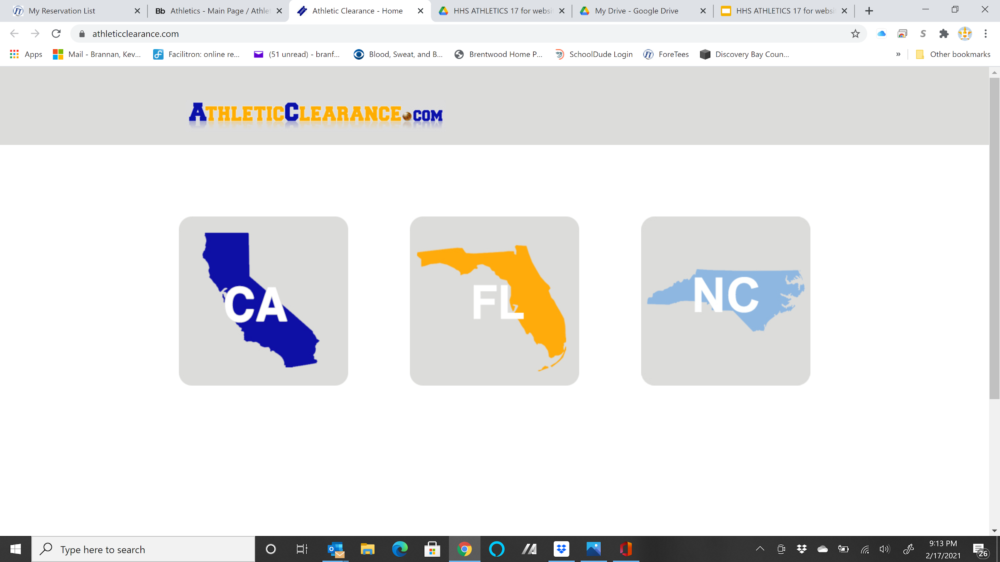 My Reservation List
Bb Athletics - Main Page / Athlet
Athletic Clearance - Home
HHS ATHLETICS 17 for websi
My Drive - Google Drive
HHS ATHLETICS 17 for websi
athleticclearance.com
Apps
Mail - Brannan, Kev...
Facilitron: online re...
(51 unread) - branf...
Blood, Sweat, and B...
Brentwood Home P...
SchoolDude Login
ForeTees
Discovery Bay Coun...
»
Other bookmarks
ATHLETICCLEARANCE.COM
CA
FL
NC
Type here to search
9:13 PM
2/17/2021
26